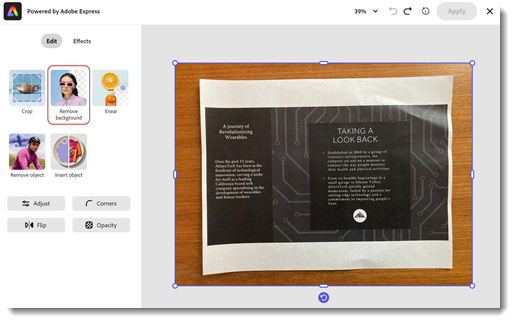 Powered by Adobe Express
39%
Apply
Edit
Effects
Crop
Remove
background
Erase
Remove object
Insert object
Adjust
Corners
Flip
Opacity
A journey of
Revolutionizing
Wearables
Over the past 15 years,
AltaraTech has been at the
forefront of technological
innovation, carving a niche
for itself as a leading
California-based tech
company specializing in the
development of wearables
and fitness trackers
TAKING A
LOOK BACK
Established in 2008 by a group of
visionary entrepreneurs, the
company set out on a mission to
enhance the way people monitor
their health and physical activities.
From its humble beginnings in a
small garage in Silicon Valley,
quickly gained
momentum, fueled by a passion for
cutting-edge technology and a
commitment to improving people's
lives.